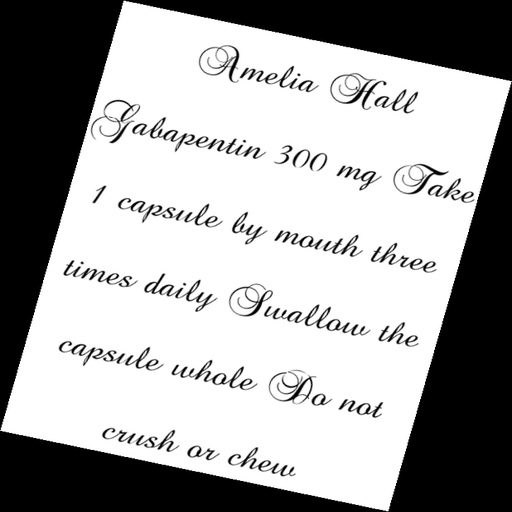 Amelia Hall
Gabapentin 300 mg Take
1 capsule by mouth three
times daily Swallow the
capsule whole Do not
crush or chew